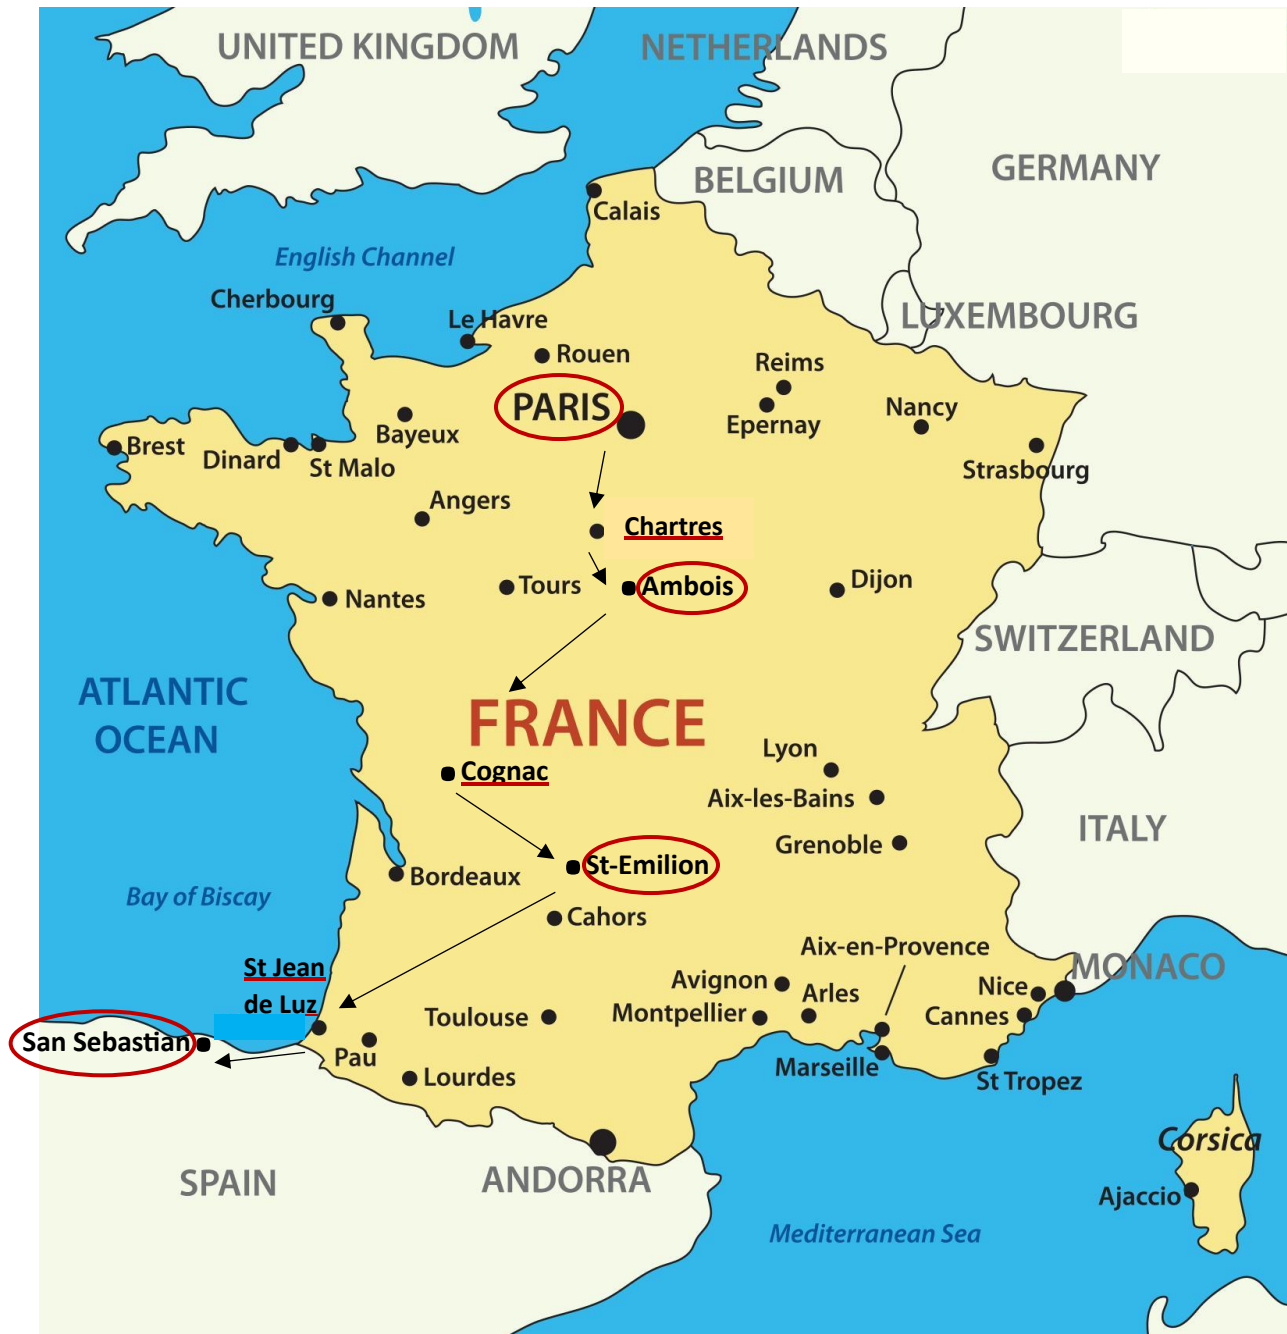 UNITED KINGDOM
NETHERLANDS
BELGIUM
GERMANY
Calais
English Channel
Cherbourg
Le Havre
LUXEMBOURG
Rouen
Reims
PARIS
Epernay
Nancy
Bayeux
Brest
Dinard
St Malo
Strasbourg
Angers
Chartres
Nantes
Tours
Ambois
Dijon
SWITZERLAND
ATLANTIC
OCEAN
FRANCE
Lyon
Cognac
Aix-les-Bains
ITALY
Grenoble
St-Emilion
Bordeaux
Bay of Biscay
Cahors
Aix-en-Provence
St Jean
de Luz
Avignon
MONACO
Nice
Arles
Montpellier
Toulouse
Cannes
San Sebastian
Pau
Marseille
St Tropez
Lourdes
Corsica
SPAIN
ANDORRA
Ajaccio
Mediterranean Sea